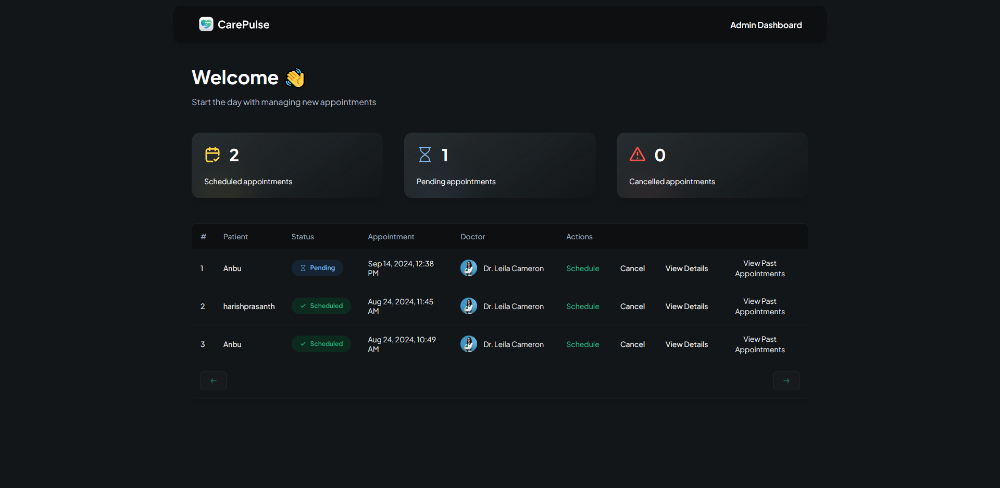 CarePulse
Admin Dashboard
Welcome 👋
Start the day with managing new appointments
2
Scheduled appointments
1
Pending appointments
0
Cancelled appointments
# Patient Status Appointment Doctor Actions
1 Anbu Pending Sep 14, 2024, 12:38 PM Dr. Leila Cameron Schedule Cancel View Details View Past Appointments
2 harishprasanth Scheduled Aug 24, 2024, 11:45 AM Dr. Leila Cameron Schedule Cancel View Details View Past Appointments
3 Anbu Scheduled Aug 24, 2024, 10:49 AM Dr. Leila Cameron Schedule Cancel View Details View Past Appointments